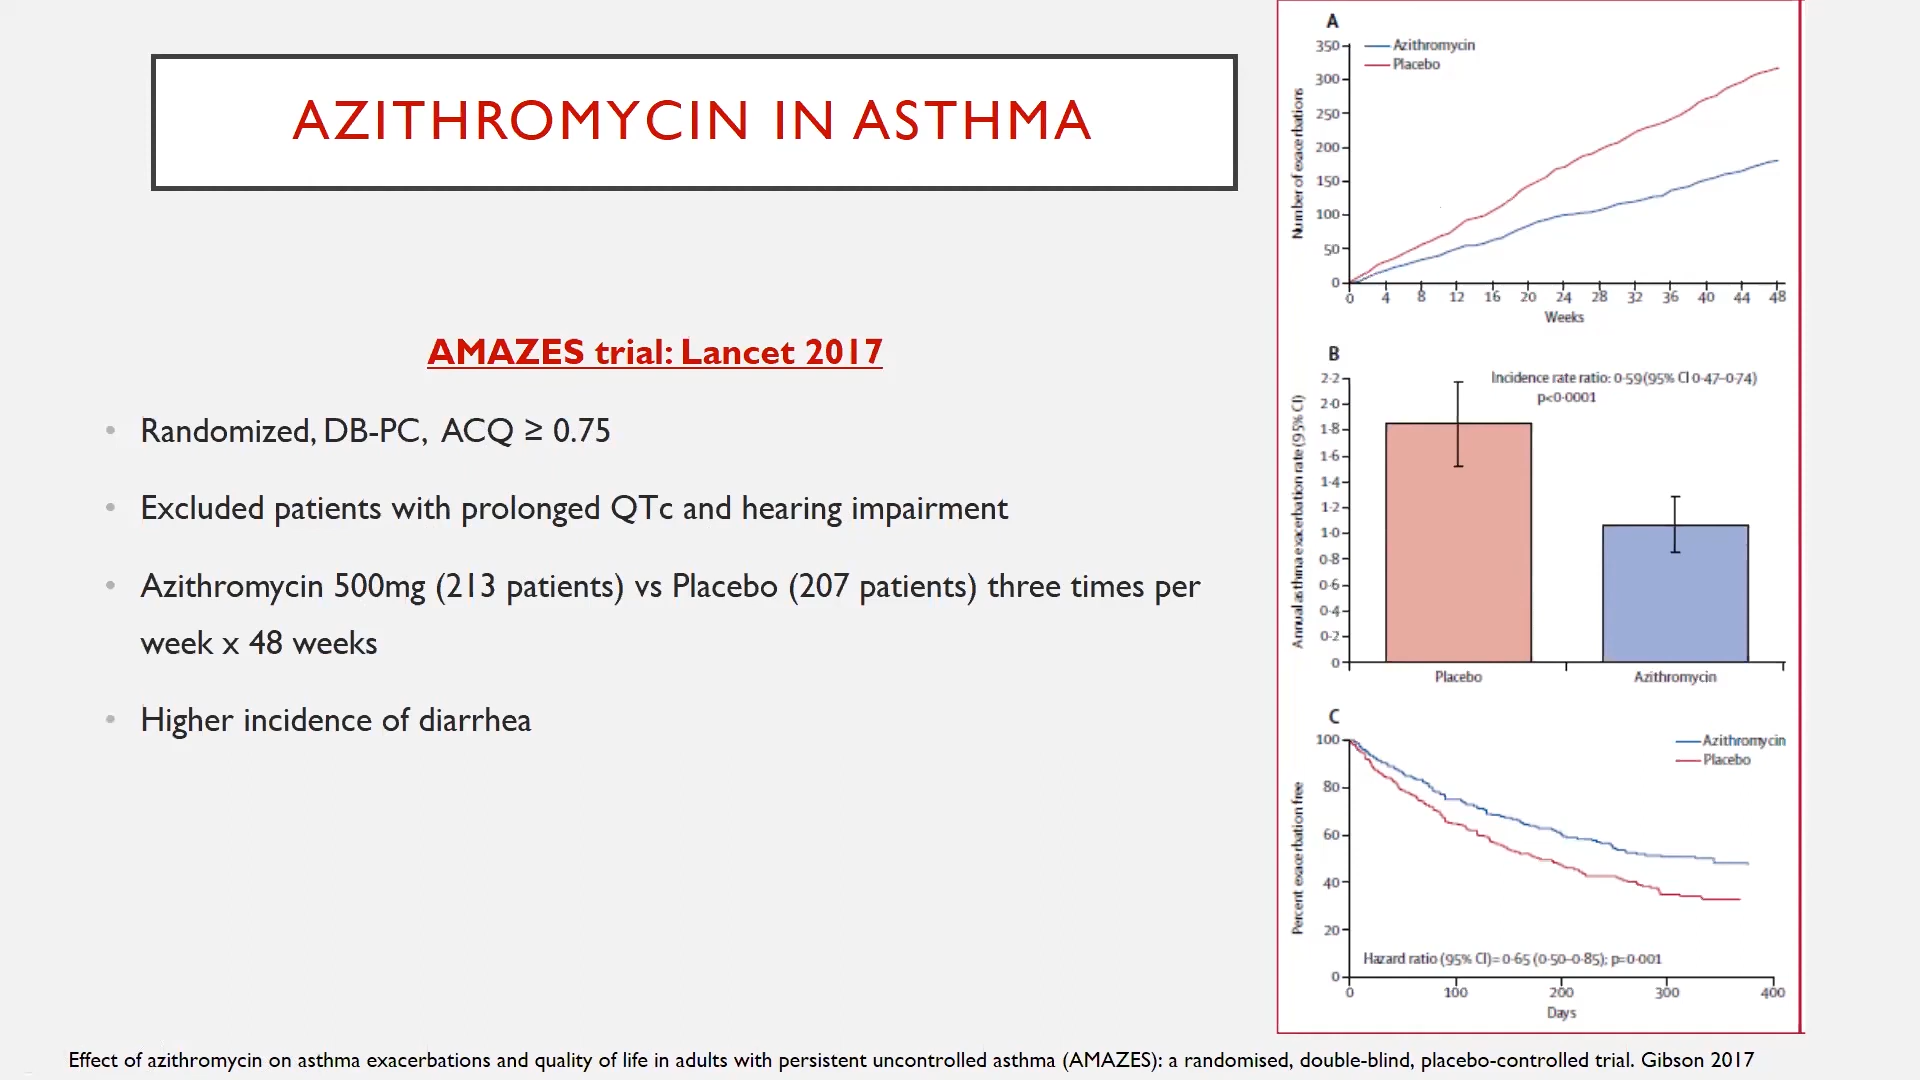 AZITHROMYCIN IN ASTHMA
AMAZES trial: Lancet 2017
• Randomized, DB-PC, ACQ ≥ 0.75
• Excluded patients with prolonged QTc and hearing impairment
• Azithromycin 500mg (213 patients) vs Placebo (207 patients) three times per
week x 48 weeks
• Higher incidence of diarrhea
A
Azithromycin
Placebo
Number of exacerbations
350
300
250
200
150
100
50
0
0 4 8 12 16 20 24 28 32 36 40 44 48
Weeks
B
Incidence rate ratio: 0·59 (95% CI 0·47–0·74)
p<0·0001
Annual asthma exacerbation rate (95% CI)
2·2
2·0
1·8
1·6
1·4
1·2
1·0
0·8
0·6
0·4
0·2
0
Placebo Azithromycin
C
Azithromycin
Placebo
Percent exacerbation free
100
80
60
40
20
0
Hazard ratio (95% CI)=0·65 (0·50–0·85); p=0·001
0 100 200 300 400
Days
Effect of azithromycin on asthma exacerbations and quality of life in adults with persistent uncontrolled asthma (AMAZES): a randomised, double-blind, placebo-controlled trial. Gibson 2017